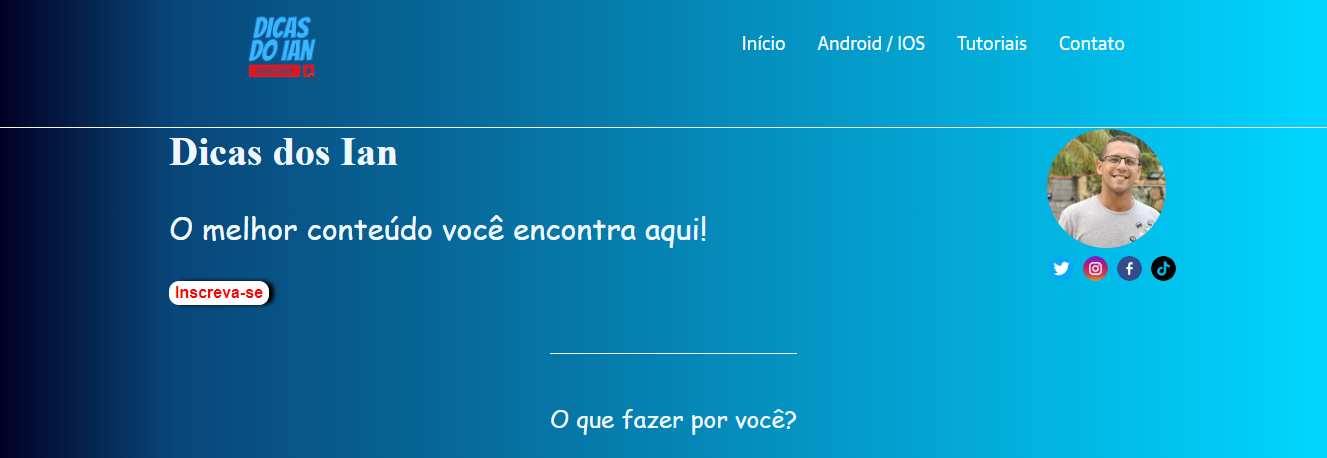 DICAS
DO IAN
Início Android / IOS Tutoriais Contato
Dicas dos Ian
O melhor conteúdo você encontra aqui!
Inscreva-se
O que fazer por você?